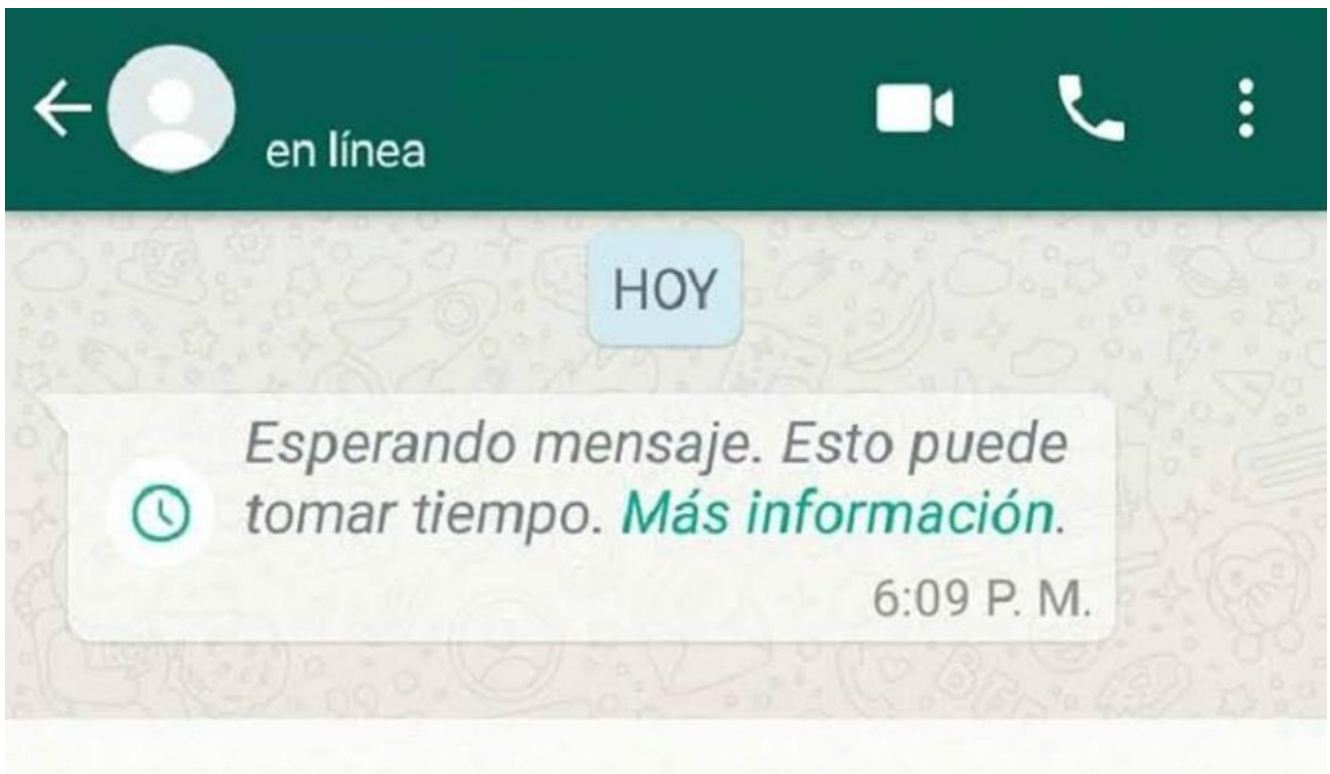 en línea
HOY
Esperando mensaje. Esto puede
tomar tiempo. Más información.
6:09 P. M.